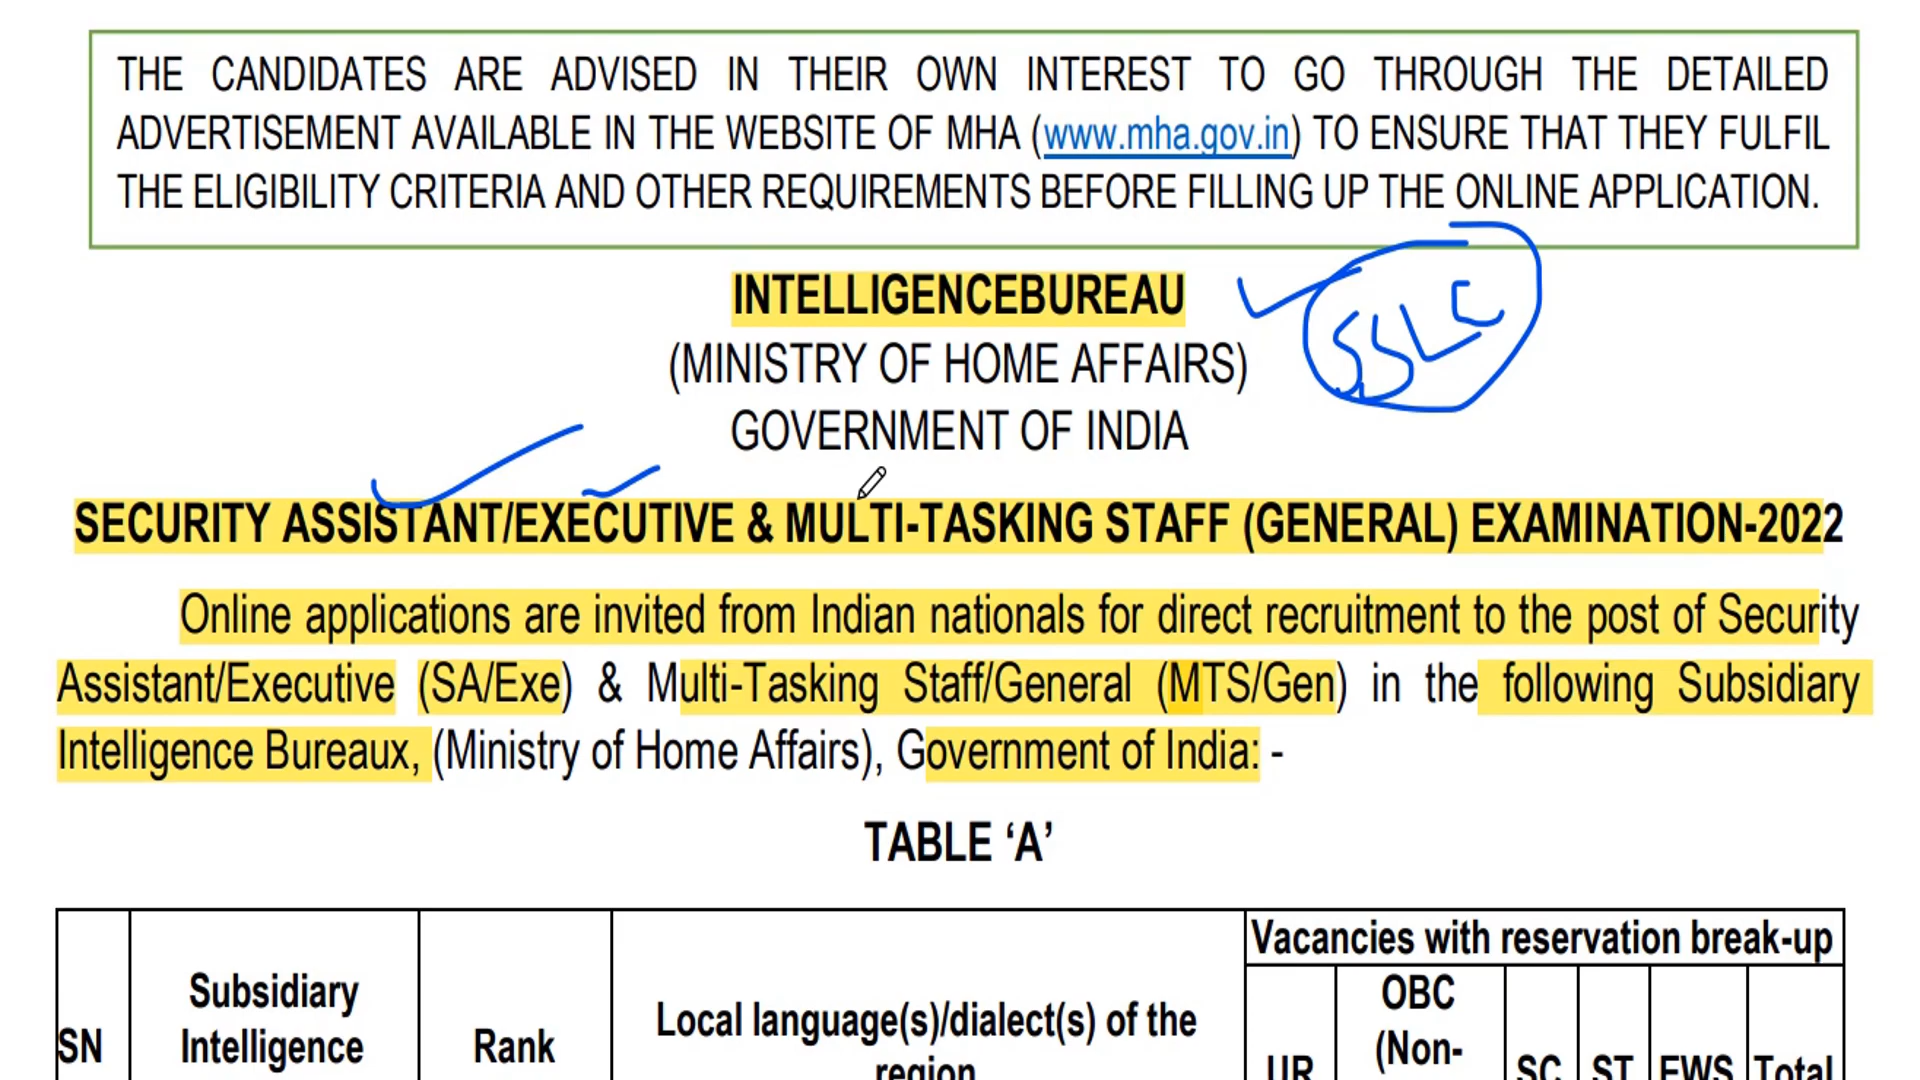 THE CANDIDATES ARE ADVISED IN THEIR OWN INTEREST TO GO THROUGH THE DETAILED
ADVERTISEMENT AVAILABLE IN THE WEBSITE OF MHA (www.mha.gov.in) TO ENSURE THAT THEY FULFIL
THE ELIGIBILITY CRITERIA AND OTHER REQUIREMENTS BEFORE FILLING UP THE ONLINE APPLICATION.
INTELLIGENCEBUREAU
SSLC
(MINISTRY OF HOME AFFAIRS)
GOVERNMENT OF INDIA
SECURITY ASSISTANT/EXECUTIVE & MULTI-TASKING STAFF (GENERAL) EXAMINATION-2022
Online applications are invited from Indian nationals for direct recruitment to the post of Security
Assistant/Executive (SA/Exe) & Multi-Tasking Staff/General (MTS/Gen) in the following Subsidiary
Intelligence Bureaux, (Ministry of Home Affairs), Government of India: -
TABLE ‘A’
Vacancies with reservation break-up
SN
Subsidiary
Intelligence
Rank
Local language(s)/dialect(s) of the
region
UR
OBC
(Non-
SC
ST
EWS
Total